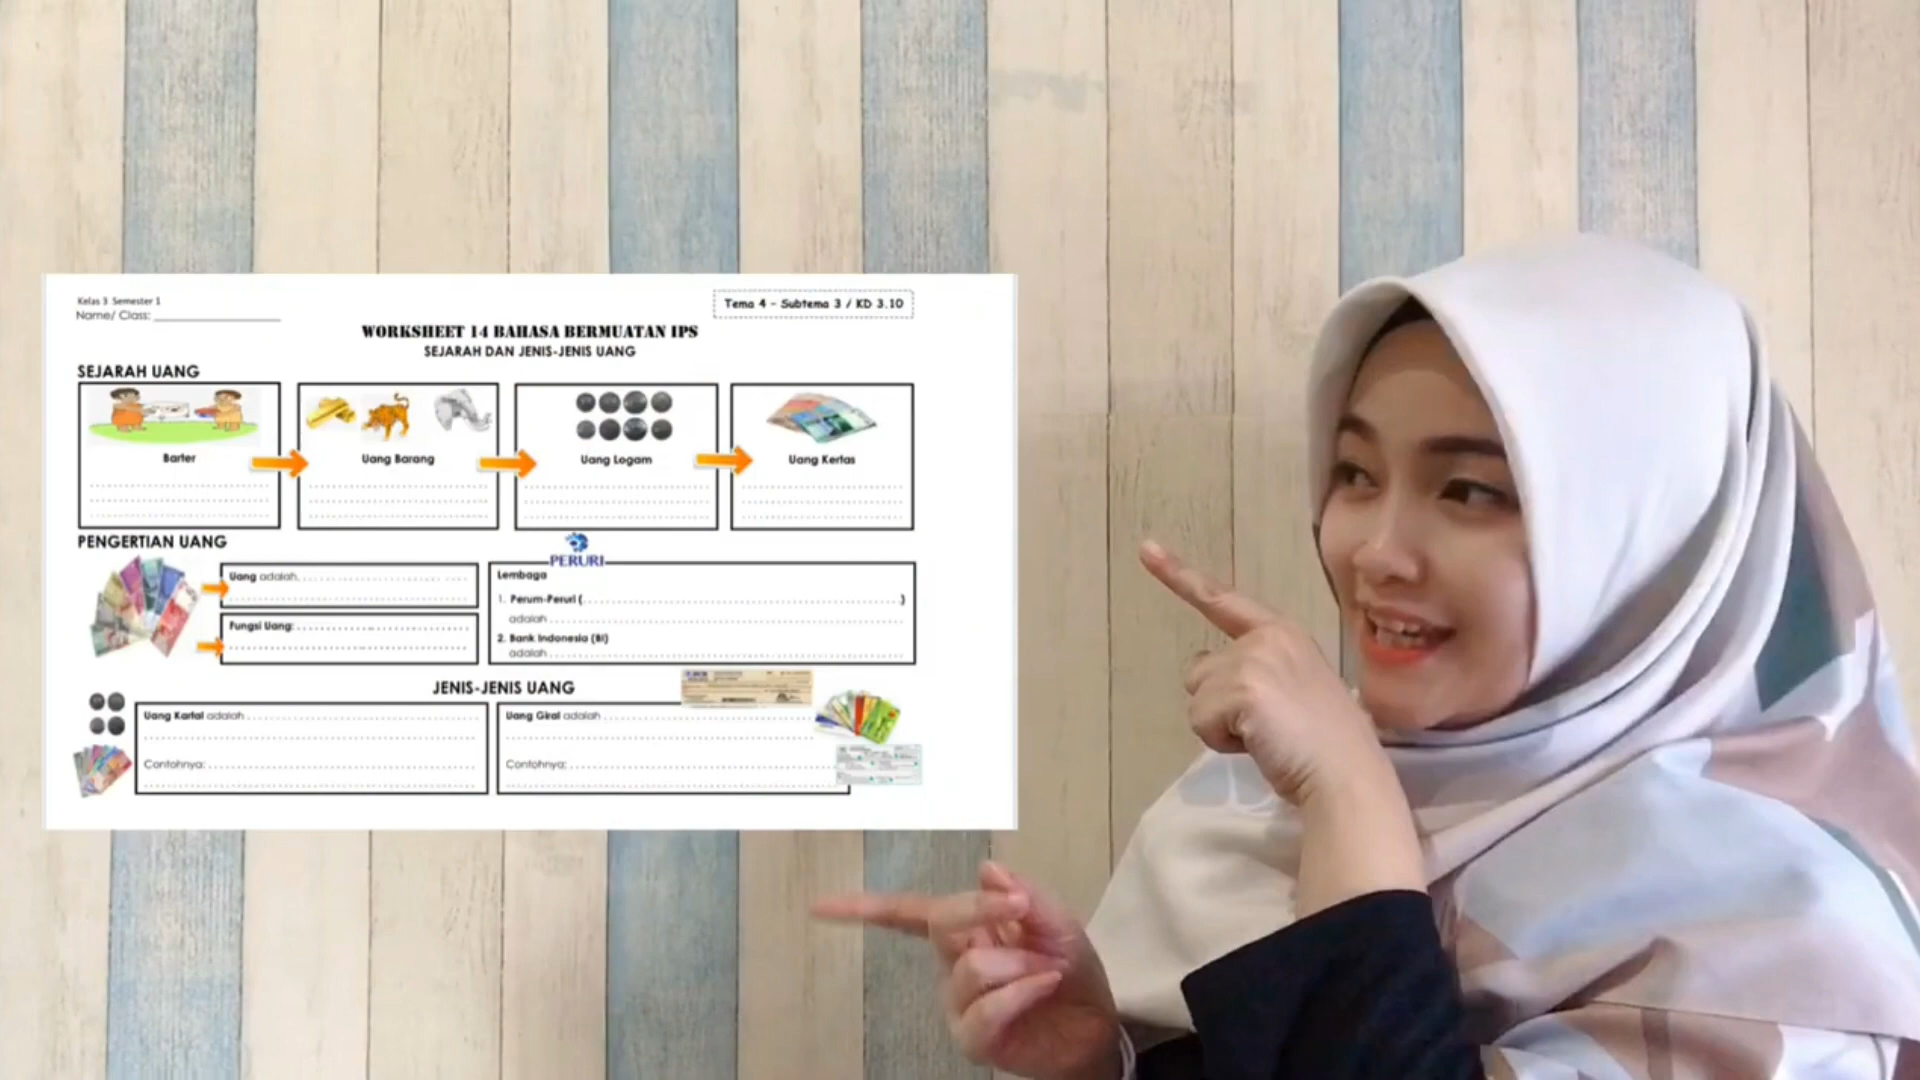 Kelas 3 Semester 1
Name/ Class: ____________________
Tema 4 - Subtema 3 / KD 3.10
WORKSHEET 14 BAHASA BERMUATAN IPS
SEJARAH DAN JENIS-JENIS UANG
SEJARAH UANG
Barter
Uang Barang
Uang Logam
Uang Kertas
PENGERTIAN UANG
Uang adalah
Fungsi Uang:
PERURI
Lembaga
1. Perum-Peruri ( )
adalah
2. Bank Indonesia (BI)
adalah
JENIS-JENIS UANG
Uang Kartal adalah
Contohnya:
Uang Giral adalah
Contohnya: